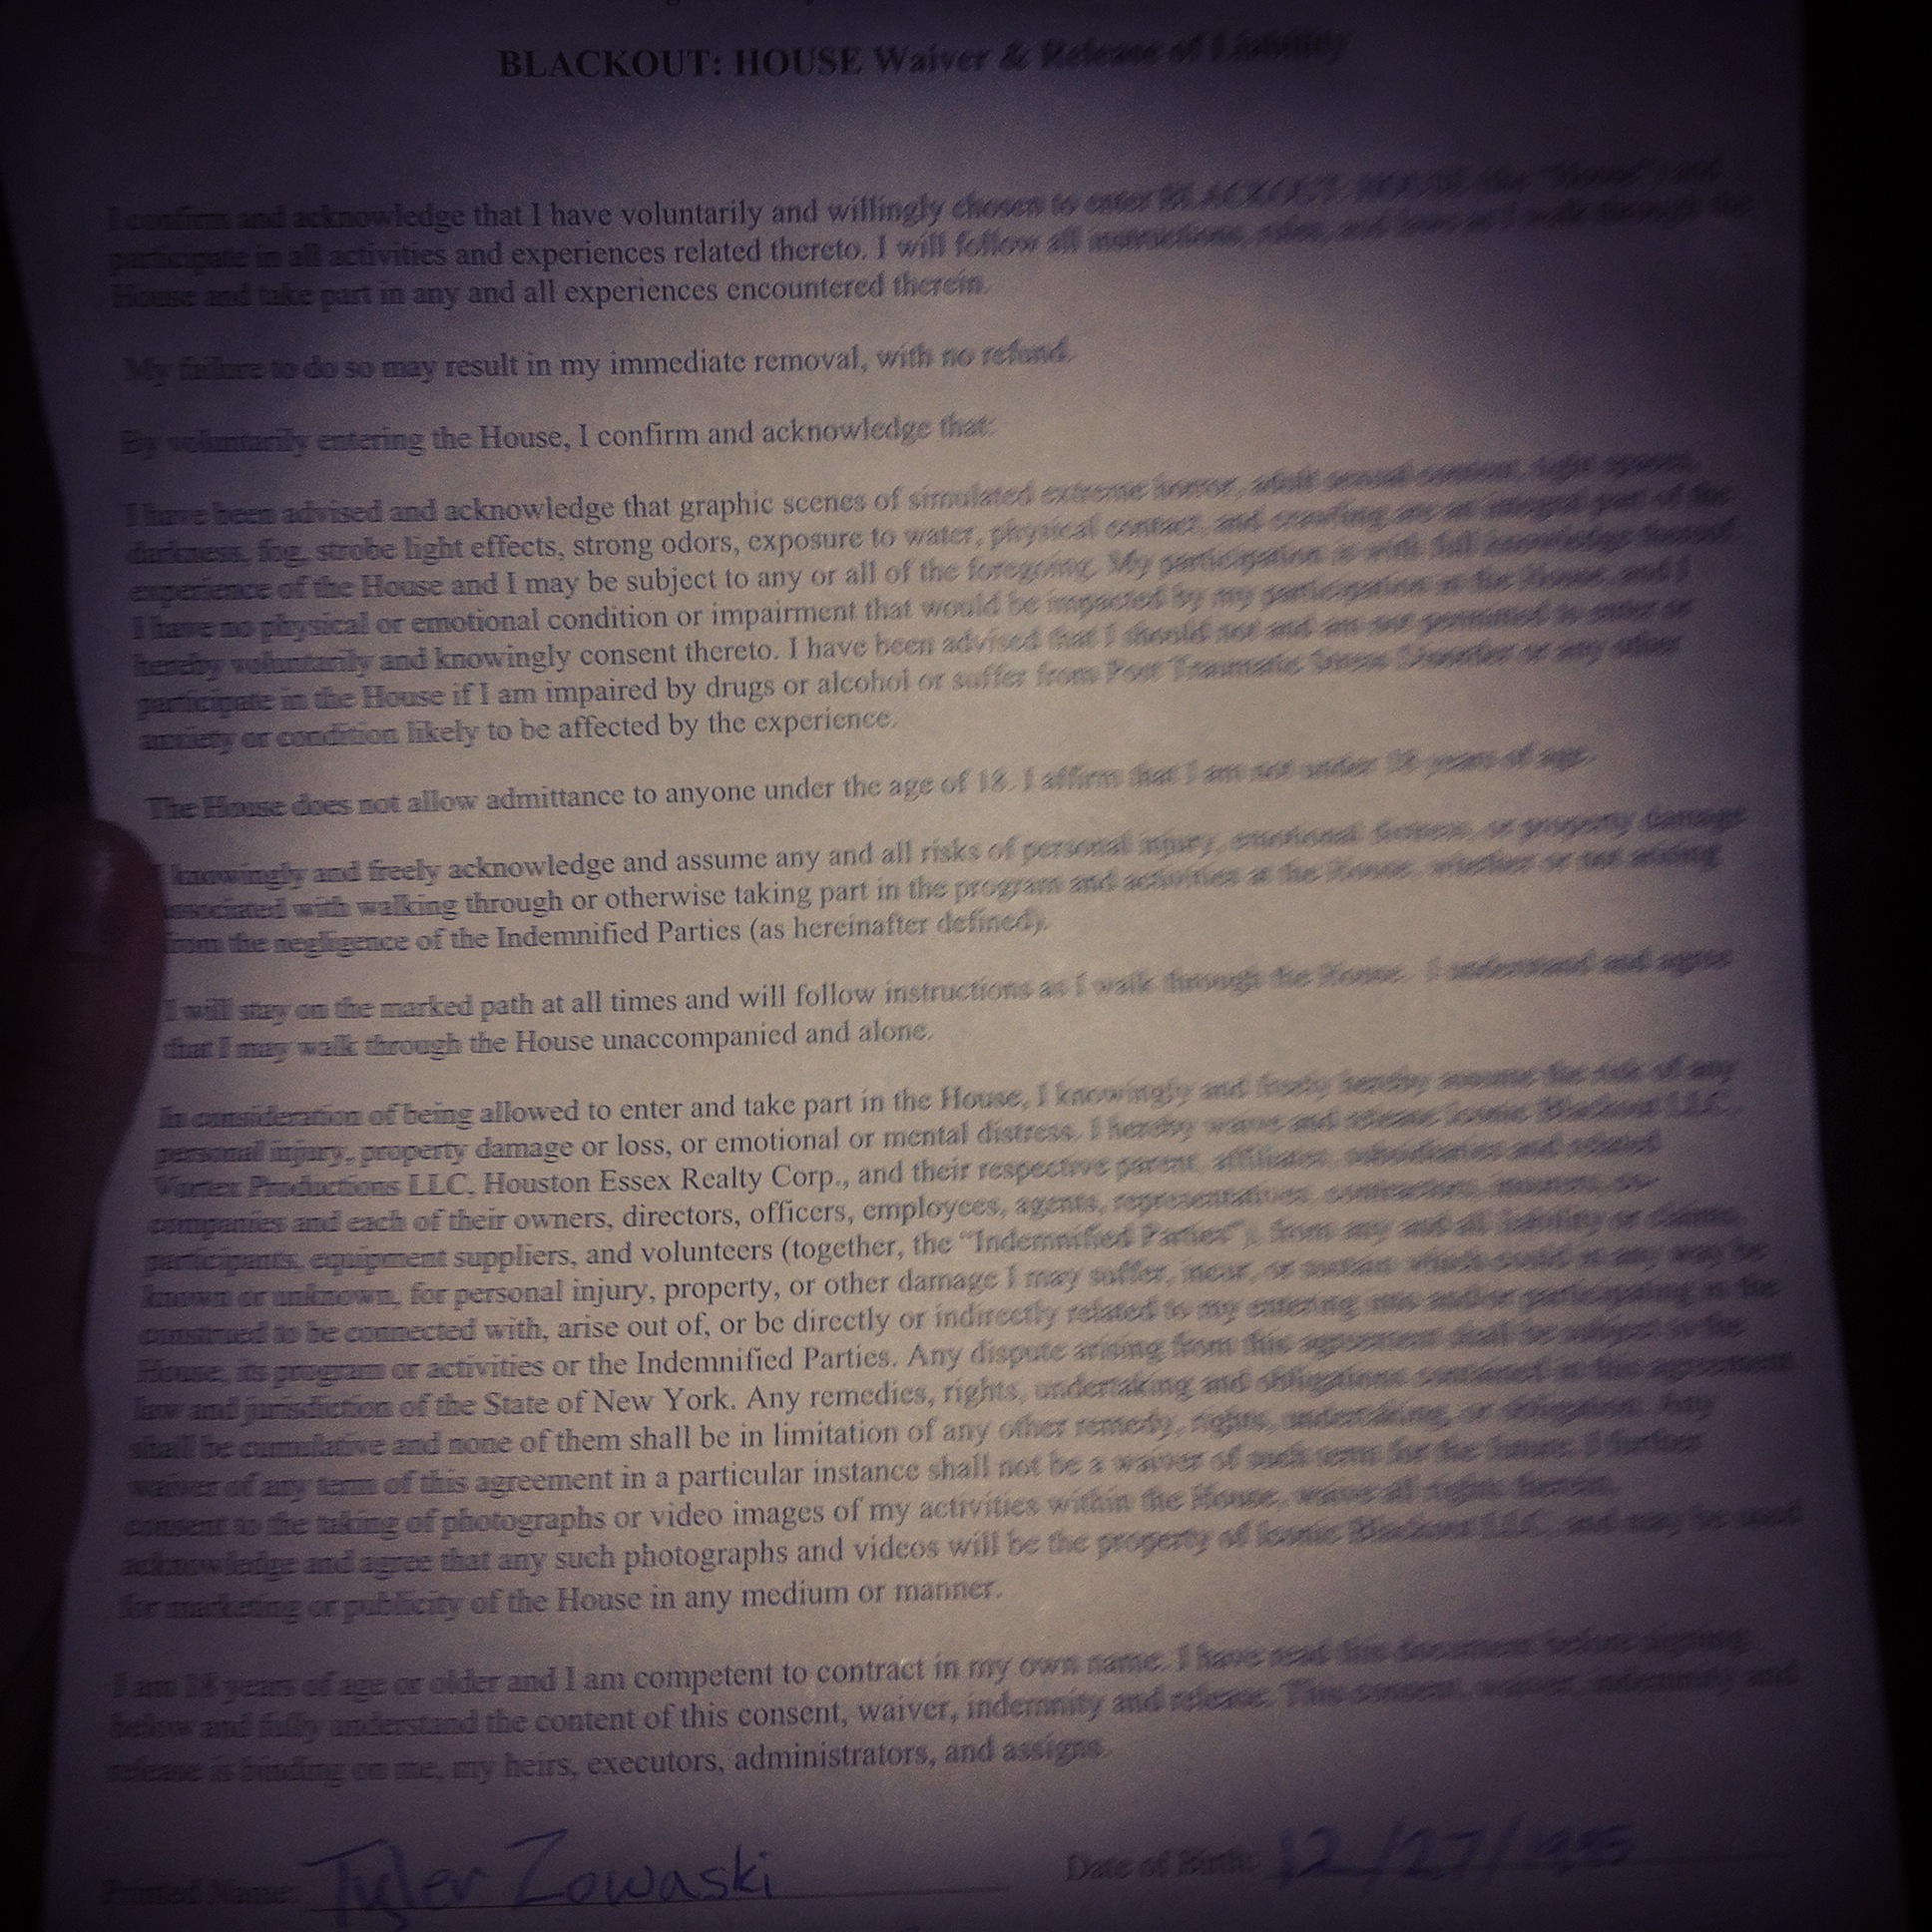 BLACKOUT: HOUSE Waiver & Release of Liability
I confirm and acknowledge that I have voluntarily and willingly chosen to enter BLACKOUT: HOUSE (the "House") and
participate in all activities and experiences related thereto. I will follow all instructions, rules, and laws as I walk through the
House and take part in any and all experiences encountered therein.
My failure to do so may result in my immediate removal, with no refund.
By voluntarily entering the House, I confirm and acknowledge that:
I have been advised and acknowledge that graphic scenes of simulated extreme horror, adult sexual content, tight spaces,
darkness, fog, strobe light effects, strong odors, exposure to water, physical contact, and crawling are an integral part of the
experience of the House and I may be subject to any or all of the foregoing. My participation is with full knowledge thereof.
I have no physical or emotional condition or impairment that would be impacted by my participation in the House, and I
hereby voluntarily and knowingly consent thereto. I have been advised that I should not and am not permitted to enter or
participate in the House if I am impaired by drugs or alcohol or suffer from Post Traumatic Stress Disorder or any other
anxiety or condition likely to be affected by the experience.
The House does not allow admittance to anyone under the age of 18. I affirm that I am not under 18 years of age.
I knowingly and freely acknowledge and assume any and all risks of personal injury, emotional distress, or property damage
associated with walking through or otherwise taking part in the program and activities at the House, whether or not arising
from the negligence of the Indemnified Parties (as hereinafter defined).
I will stay on the marked path at all times and will follow instructions as I walk through the House. I understand and agree
that I may walk through the House unaccompanied and alone.
In consideration of being allowed to enter and take part in the House, I knowingly and freely hereby assume the risk of any
personal injury, property damage or loss, or emotional or mental distress. I hereby waive and release Iconic Blackout LLC,
Vortex Productions LLC, Houston Essex Realty Corp., and their respective parent, affiliates, subsidiaries and related
companies and each of their owners, directors, officers, employees, agents, representatives, contractors, insurers, co-
participants, equipment suppliers, and volunteers (together, the "Indemnified Parties"), from any and all liability or claims,
known or unknown, for personal injury, property, or other damage I may suffer, incur, or sustain which could in any way be
construed to be connected with, arise out of, or be directly or indirectly related to my entering into and/or participating in the
House, its program or activities or the Indemnified Parties. Any dispute arising from this agreement shall be subject to the
law and jurisdiction of the State of New York. Any remedies, rights, undertaking and obligations contained in this agreement
shall be cumulative and none of them shall be in limitation of any other remedy, rights, undertaking, or obligation. Any
waiver of any term of this agreement in a particular instance shall not be a waiver of such term for the future. I further
consent to the taking of photographs or video images of my activities within the House, waive all rights therein,
acknowledge and agree that any such photographs and videos will be the property of Iconic Blackout LLC, and may be used
for marketing or publicity of the House in any medium or manner.
I am 18 years of age or older and I am competent to contract in my own name. I have read this document before signing
below and fully understand the content of this consent, waiver, indemnity and release. This consent, waiver, indemnity and
release is binding on me, my heirs, executors, administrators, and assigns.
Printed Name: Tyler Zowaski Date of Birth: 12/27/1995